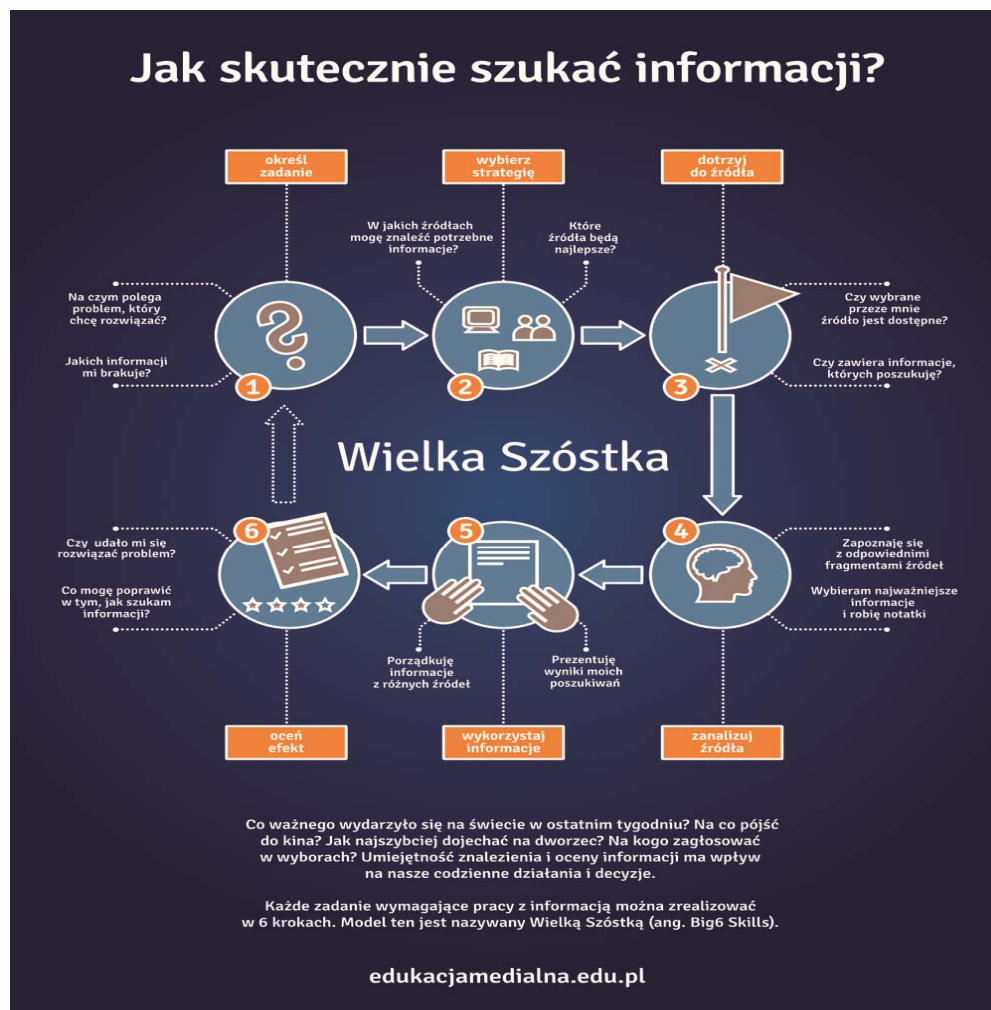 Jak skutecznie szukać informacji?
określ
zadanie
wybierz
strategię
dotrzyj
do źródła
W jakich źródłach
mogę znaleźć potrzebne
informacje?
Które
źródła będą
najlepsze?
Na czym polega
problem, który
chcę rozwiązać?
Jakich informacji
mi brakuje?
Czy wybrane
przeze mnie
źródło jest dostępne?
Czy zawiera informacje,
których poszukuję?
1
2
3
Wielka Szóstka
6
5
4
Czy udało mi się
rozwiązać problem?
Co mogę poprawić
w tym, jak szukam
informacji?
Zapoznaję się
z odpowiednimi
fragmentami źródeł
Wybieram najważniejsze
informacje
i robię notatki
Porządkuję
informacje
z różnych źródeł
Prezentuję
wyniki moich
poszukiwań
oceń
efekt
wykorzystaj
informacje
zanalizuj
źródła
Co ważnego wydarzyło się na świecie w ostatnim tygodniu? Na co pójść
do kina? Jak najszybciej dojechać na dworzec? Na kogo zagłosować
w wyborach? Umiejętność znalezienia i oceny informacji ma wpływ
na nasze codzienne działania i decyzje.
Każde zadanie wymagające pracy z informacją można zrealizować
w 6 krokach. Model ten jest nazywany Wielką Szóstką (ang. Big6 Skills).
edukacjamedialna.edu.pl